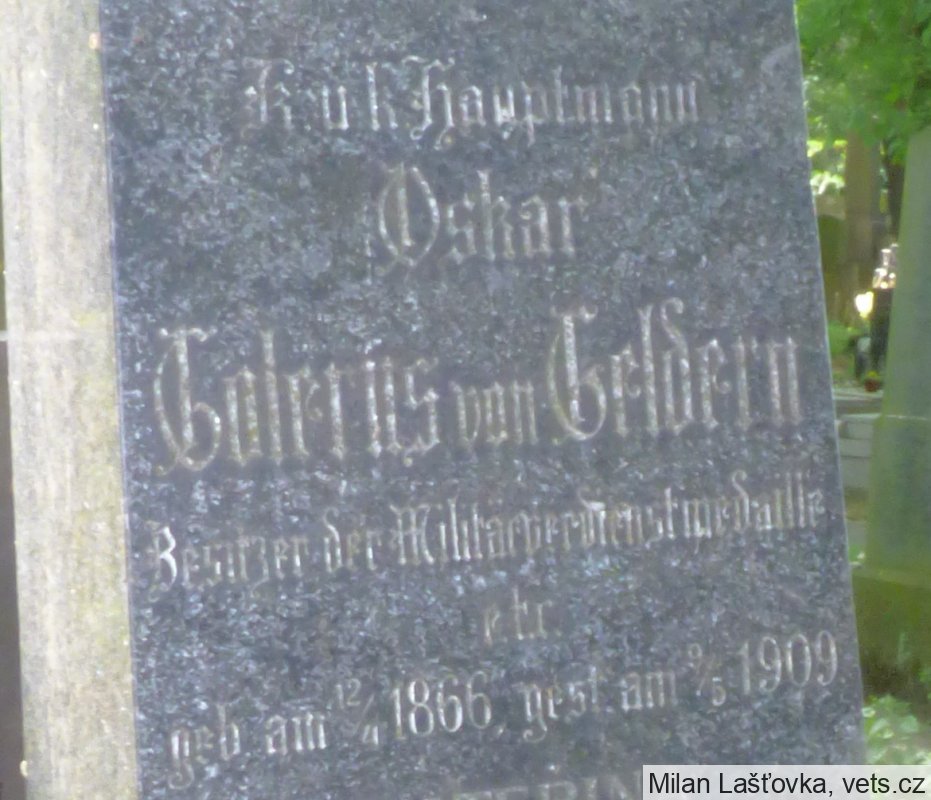 K. u. k. Hauptmann
Oskar
Golerus von Geldern
Besitzer der Militärverdienstmedaille
etc.
geb. am 12/4 1866, gest. am 9/5 1909.
Milan Lašťovka, vets.cz